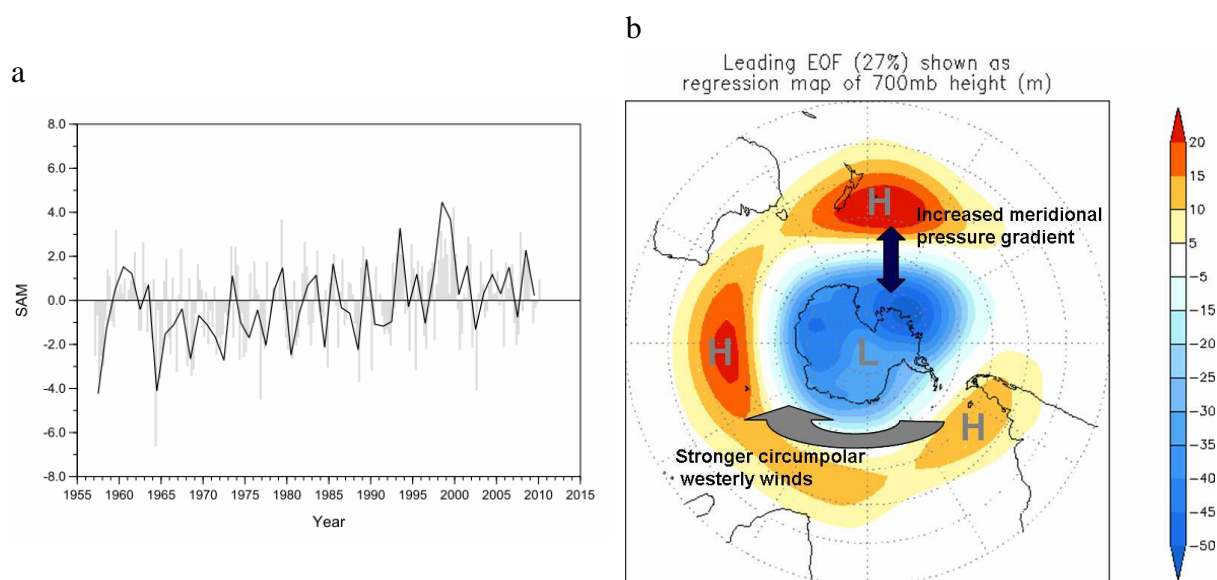 a
8.0
6.0
4.0
2.0
0.0
-2.0
-4.0
-6.0
-8.0
SAM
1955 1960 1965 1970 1975 1980 1985 1990 1995 2000 2005 2010 2015
Year
b
Leading EOF (27%) shown as
regression map of 700mb height (m)
H
Increased meridional
pressure gradient
H
L
H
Stronger circumpolar
westerly winds
20
15
10
5
-5
-10
-15
-20
-25
-30
-35
-40
-45
-50